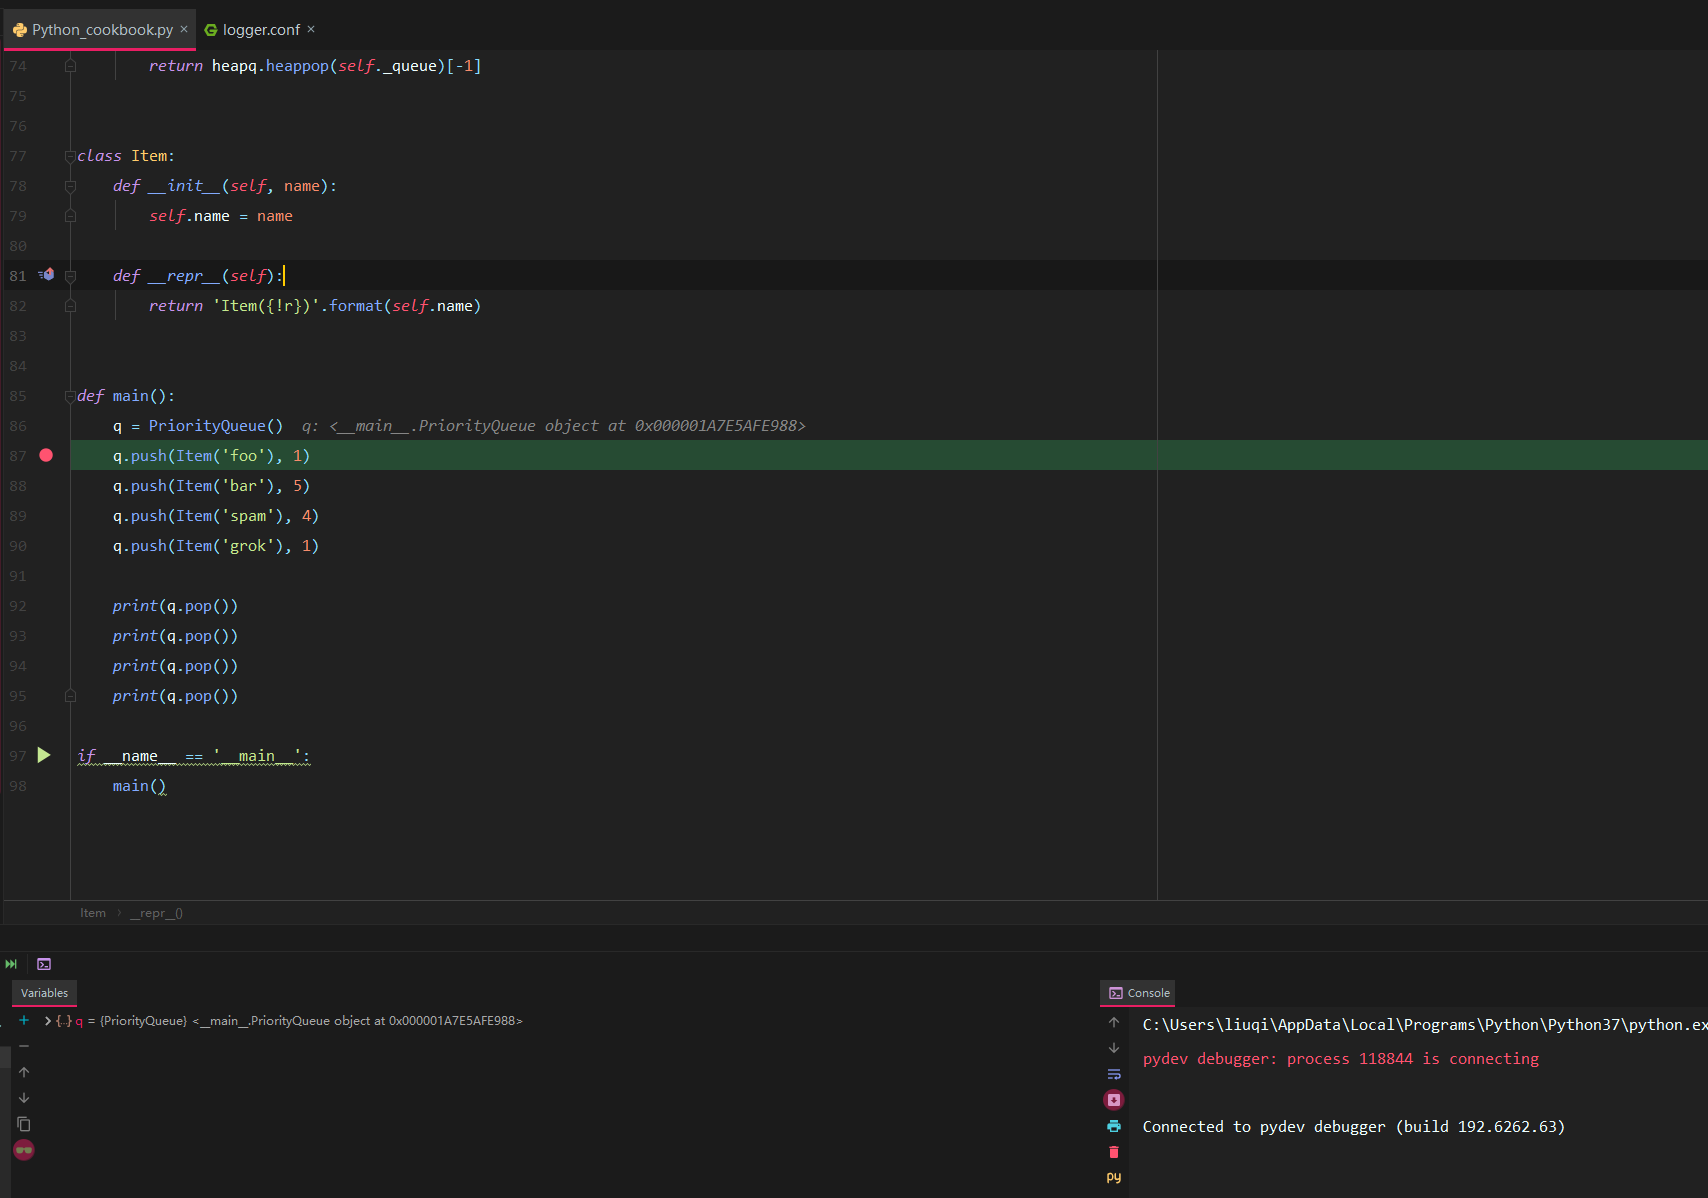 Python_cookbook.py × logger.conf ×
74 return heapq.heappop(self._queue)[-1]
75
76
77 class Item:
78 def __init__(self, name):
79 self.name = name
80
81 def __repr__(self):
82 return 'Item({!r})'.format(self.name)
83
84
85 def main():
86 q = PriorityQueue() q: <__main__.PriorityQueue object at 0x000001A7E5AFE988>
87 q.push(Item('foo'), 1)
88 q.push(Item('bar'), 5)
89 q.push(Item('spam'), 4)
90 q.push(Item('grok'), 1)
91
92 print(q.pop())
93 print(q.pop())
94 print(q.pop())
95 print(q.pop())
96
97 if __name__ == '__main__':
98 main()
Item › __repr__()
Variables
{..} q = {PriorityQueue} <__main__.PriorityQueue object at 0x000001A7E5AFE988>
Console
C:\Users\liuqi\AppData\Local\Programs\Python\Python37\python.ex
pydev debugger: process 118844 is connecting
Connected to pydev debugger (build 192.6262.63)
py